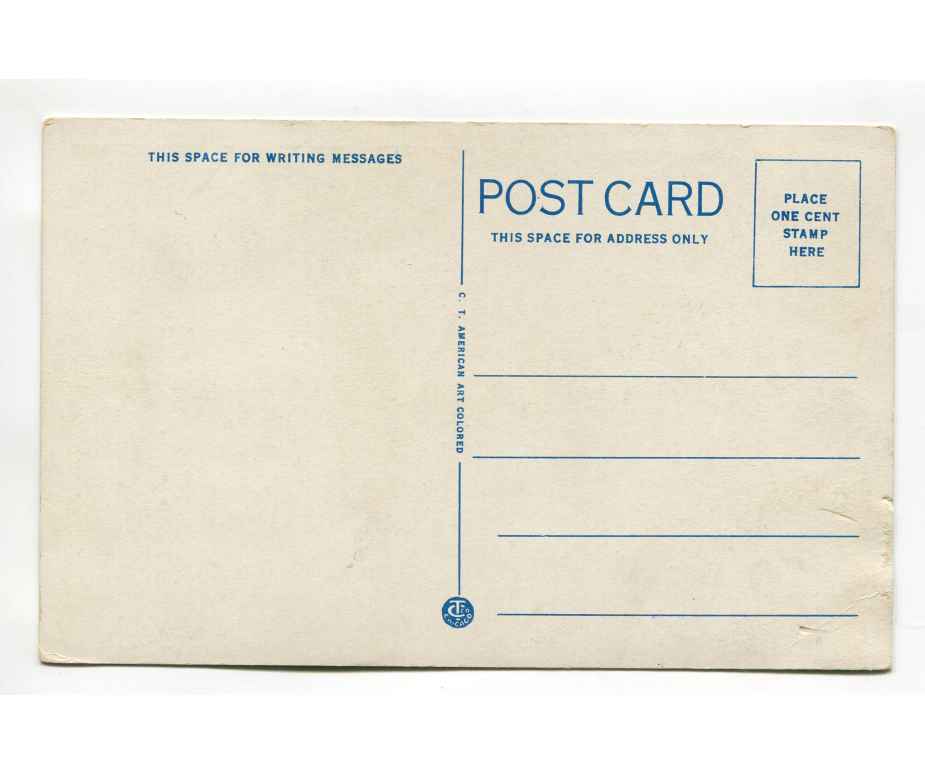 THIS SPACE FOR WRITING MESSAGES
POST CARD
THIS SPACE FOR ADDRESS ONLY
PLACE
ONE CENT
STAMP
HERE
C. T. AMERICAN ART COLORED
CT CO
CHICAGO